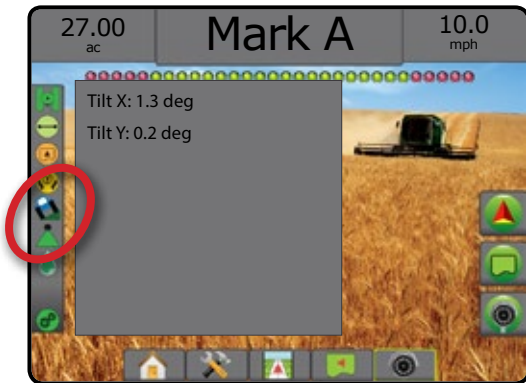 27.00
ac
Mark A
10.0
mph
Tilt X: 1.3 deg
Tilt Y: 0.2 deg